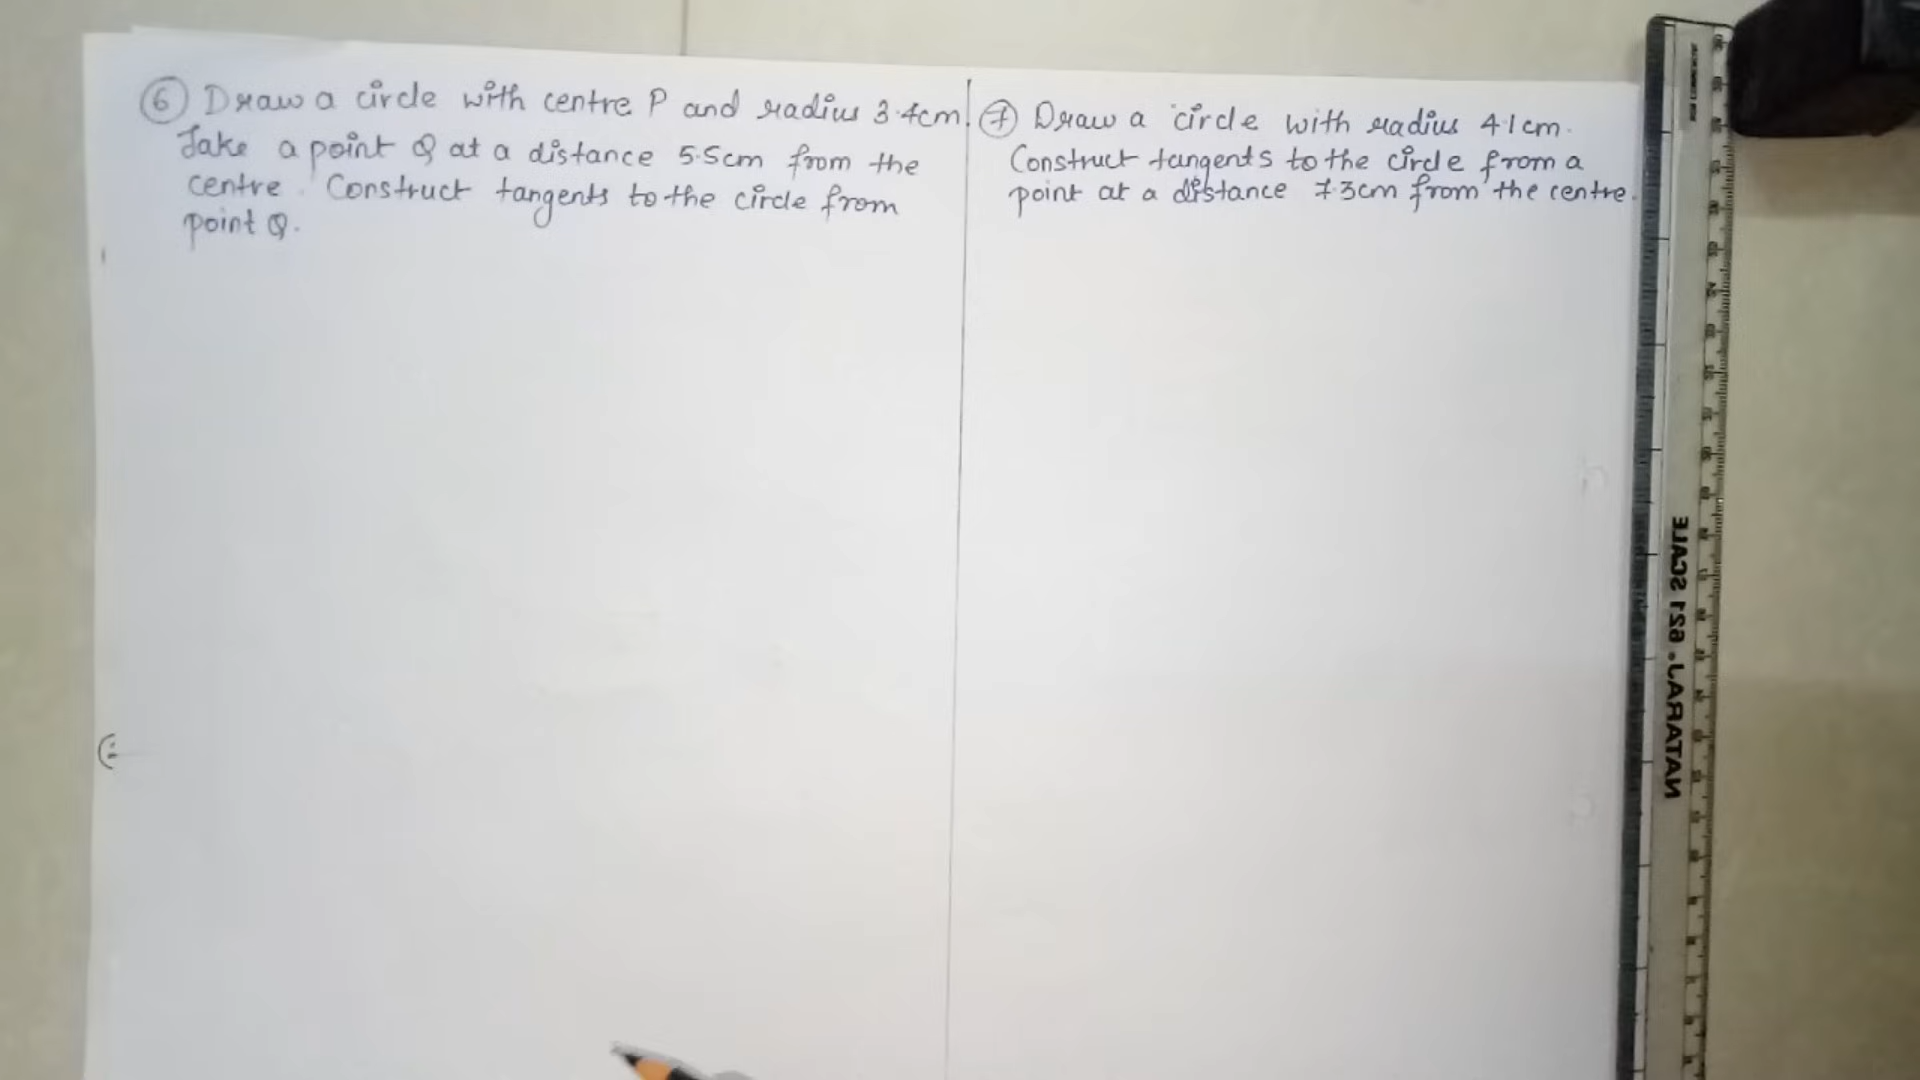 ⑥ Draw a circle with centre P and radius 3.4cm.
Take a point Q at a distance 5.5cm from the
centre. Construct tangents to the circle from
point Q.
⑦ Draw a circle with radius 4.1cm.
Construct tangents to the circle from a
point at a distance 7.3cm from the centre.
NATARAJ. 621 SCALE